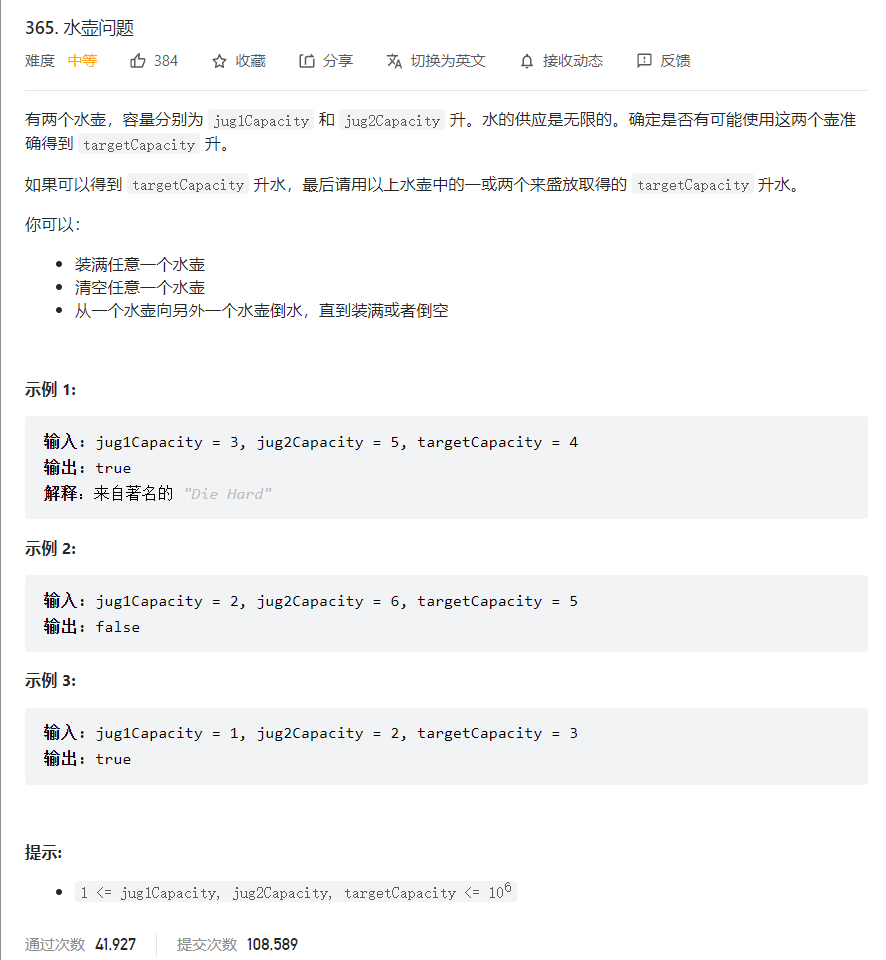 365. 水壶问题
难度 中等 384 收藏 分享 切换为英文 接收动态 反馈
有两个水壶，容量分别为 jug1Capacity 和 jug2Capacity 升。水的供应是无限的。确定是否有可能使用这两个壶准
确得到 targetCapacity 升。
如果可以得到 targetCapacity 升水，最后请用以上水壶中的一或两个来盛放取得的 targetCapacity 升水。
你可以：
• 装满任意一个水壶
• 清空任意一个水壶
• 从一个水壶向另外一个水壶倒水，直到装满或者倒空
示例 1:
输入：jug1Capacity = 3, jug2Capacity = 5, targetCapacity = 4
输出：true
解释：来自著名的 "Die Hard"
示例 2:
输入：jug1Capacity = 2, jug2Capacity = 6, targetCapacity = 5
输出：false
示例 3:
输入：jug1Capacity = 1, jug2Capacity = 2, targetCapacity = 3
输出：true
提示:
• 1 <= jug1Capacity, jug2Capacity, targetCapacity <= 10⁶
通过次数 41,927 提交次数 108,589